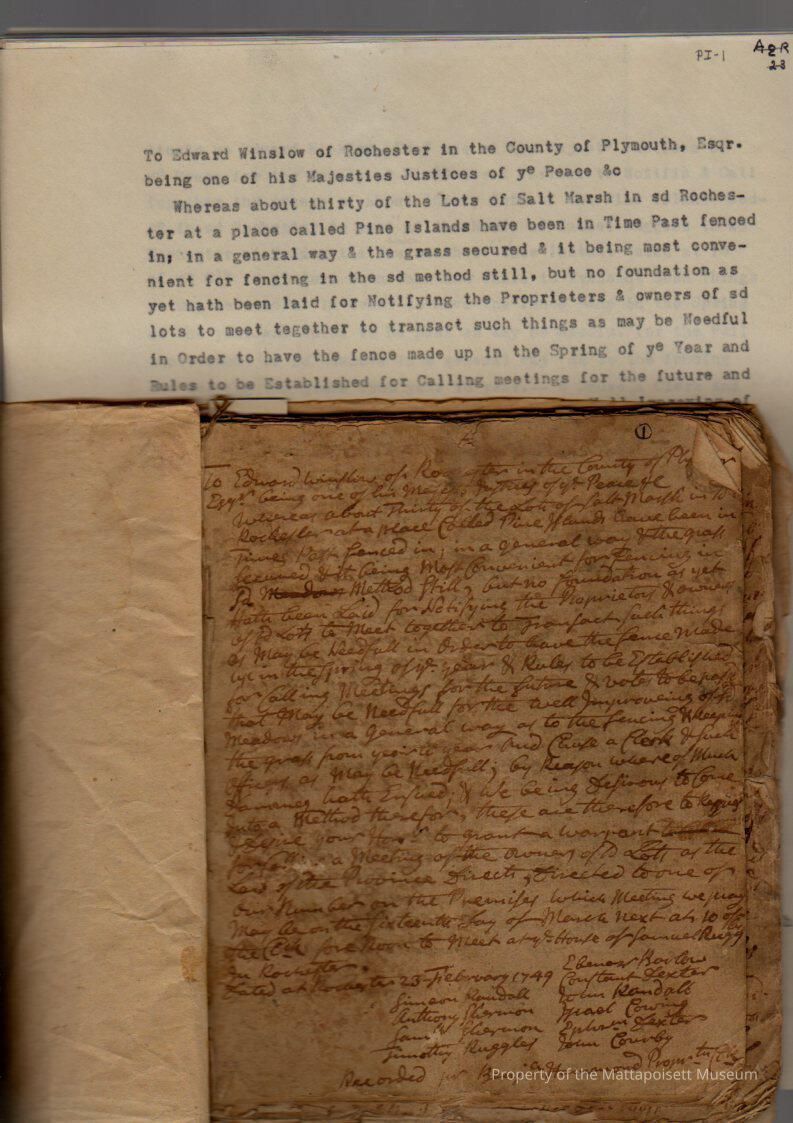 PI-1
A&R
23
To Edward Winslow of Rochester in the County of Plymouth, Esqr.
being one of his Majesties Justices of yᵉ Peace &c
Whereas about thirty of the Lots of Salt Marsh in sd Roches-
ter at a place called Pine Islands have been in Time Past fenced
in; in a general way & the grass secured & it being most conve-
nient for fencing in the sd method still, but no foundation as
yet hath been laid for Notifying the Proprieters & owners of sd
lots to meet tegether to transact such things as may be Needful
in Order to have the fence made up in the Spring of yᵉ Year and
Rules to be Established for Calling meetings for the future and
1
To Edward Winslow of Rochester in the County of
Esqr. being one of his Majes Justices of ye Peace &c
Whereas about Thirty of the Lots of Salt Marsh in sd
Rochester at a place Called Pine Islands have been in
Times Past fenced in; in a general way & the grass
secured & it being Most Convenient for fencing in
sd Meadows Method Still, but no foundation as yet
hath been Laid for Notifying the Proprietors & owners
of sd Lots to Meet together to Transact such things
as May be Needfull in Order to have the fence Made
up in the Spring of ye year & Rules to be Established
for Calling Meetings for the future & votes to be past
that May be Needfull for the well Improveing of sd
Meadows in a general way as to the fencing & keeping
the grass from year to year And Chuse a Clerk & such
officers as May be Needfull; by Reason whereof Much
Dammage hath Ensued; & We being Desirous to Come
into a Method therefor, these are therefore to Request
desire your Honr to grant a warrant
for Calling a Meeting of the owners of sd Lots as the
Law of the Province Directs, Directed to one of
our Number on the Premises which Meeting we pray
May be on the fifteenth Day of March Next at 10 of
the Clock fore Noon to Meet at ye House of Samuel Rugg
in Rochester.
Dated at Rochester 23 February 1749
Ebenezr Barlow
Constant Dexter
Simeon Randall John Randall
Anthony Shermon Israel Cowing
Saml Shermon Ephraim Dexter
Timothy Ruggles John Cowby
Recorded pr
Property of the Mattapoisett Museum